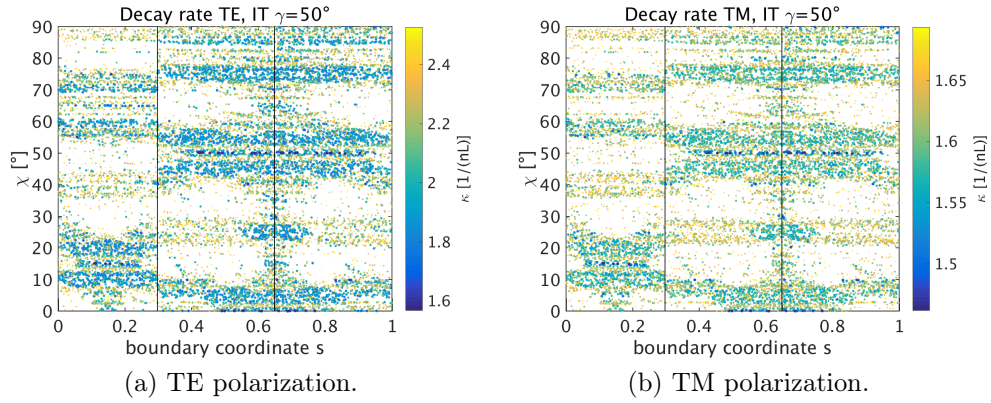 Decay rate TE, IT γ=50°
90
80
70
60
50
40
30
20
10
0
χ [°]
0 0.2 0.4 0.6 0.8 1
boundary coordinate s
2.4
2.2
2
1.8
1.6
κ [1/(nL)]
(a) TE polarization.
Decay rate TM, IT γ=50°
90
80
70
60
50
40
30
20
10
0
χ [°]
0 0.2 0.4 0.6 0.8 1
boundary coordinate s
1.65
1.6
1.55
1.5
κ [1/(nL)]
(b) TM polarization.